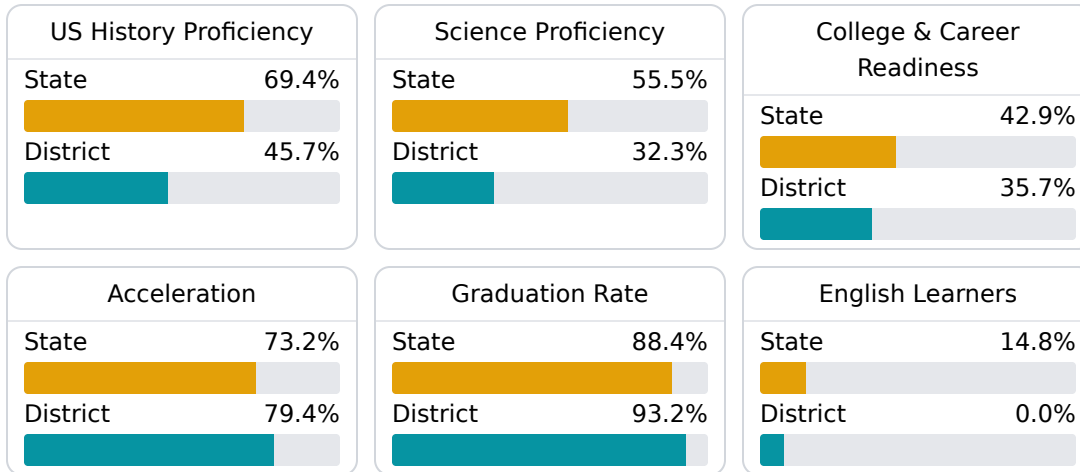 US History Proficiency
State 69.4%
District 45.7%
Science Proficiency
State 55.5%
District 32.3%
College & Career
Readiness
State 42.9%
District 35.7%
Acceleration
State 73.2%
District 79.4%
Graduation Rate
State 88.4%
District 93.2%
English Learners
State 14.8%
District 0.0%